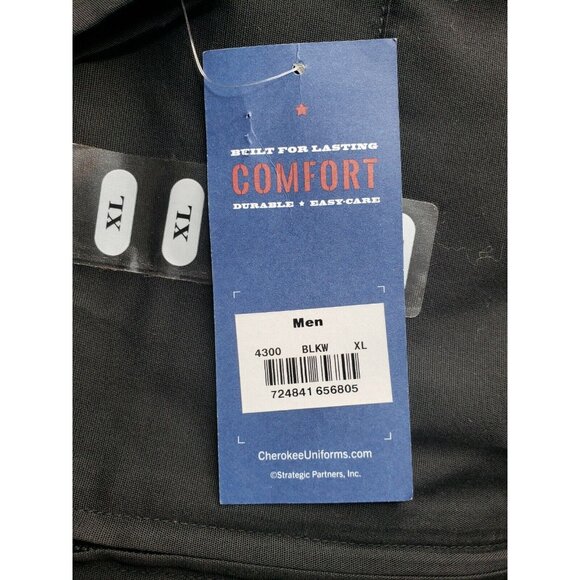 BUILT FOR LASTING
COMFORT
DURABLE ★ EASY-CARE
XL
XL
Men
4300 BLKW XL
724841 656805
CherokeeUniforms.com
©Strategic Partners, Inc.